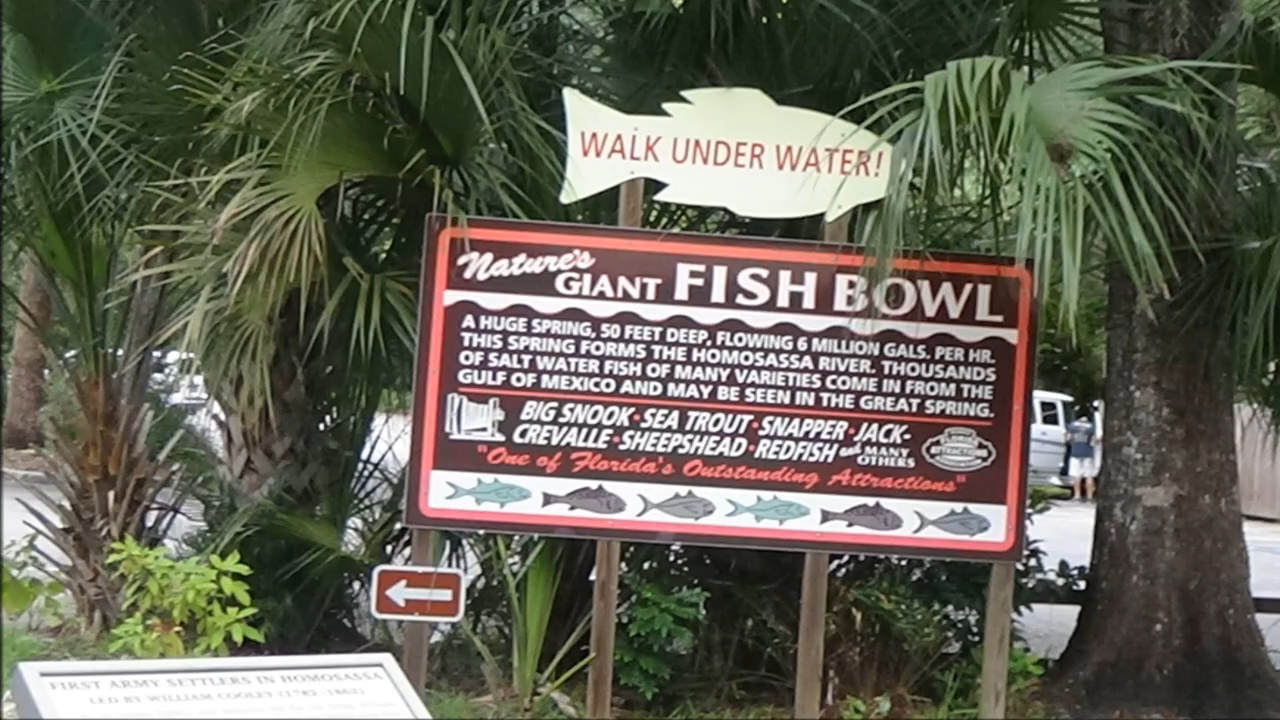 WALK UNDER WATER!
Nature's
GIANT FISH BOWL
A HUGE SPRING, 50 FEET DEEP, FLOWING 6 MILLION GALS. PER HR.
THIS SPRING FORMS THE HOMOSASSA RIVER. THOUSANDS
OF SALT WATER FISH OF MANY VARIETIES COME IN FROM THE
GULF OF MEXICO AND MAY BE SEEN IN THE GREAT SPRING.
BIG SNOOK • SEA TROUT • SNAPPER • JACK-
CREVALLE • SHEEPSHEAD • REDFISH and MANY
OTHERS
FLORIDA
ATTRACTIONS
"One of Florida's Outstanding Attractions"
FIRST ARMY SETTLERS IN HOMOSASSA
LED BY WILLIAM COOLEY (1782-1863)